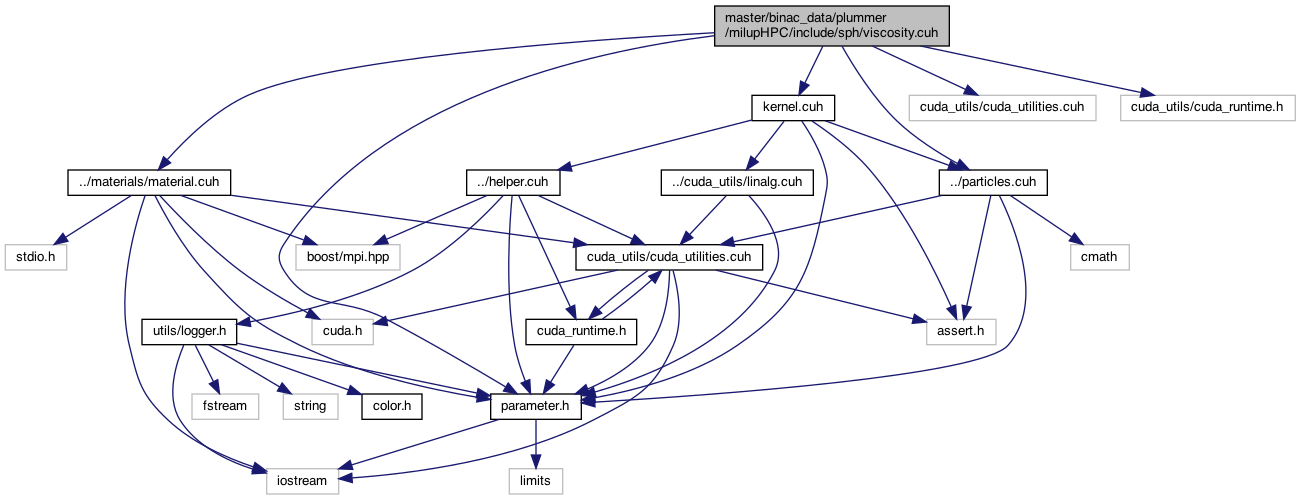 master/binac_data/plummer
/milupHPC/include/sph/viscosity.cuh
kernel.cuh
cuda_utils/cuda_utilities.cuh
cuda_utils/cuda_runtime.h
../materials/material.cuh
../helper.cuh
../cuda_utils/linalg.cuh
../particles.cuh
stdio.h
boost/mpi.hpp
cuda_utils/cuda_utilities.cuh
cmath
utils/logger.h
cuda.h
cuda_runtime.h
assert.h
fstream
string
color.h
parameter.h
iostream
limits